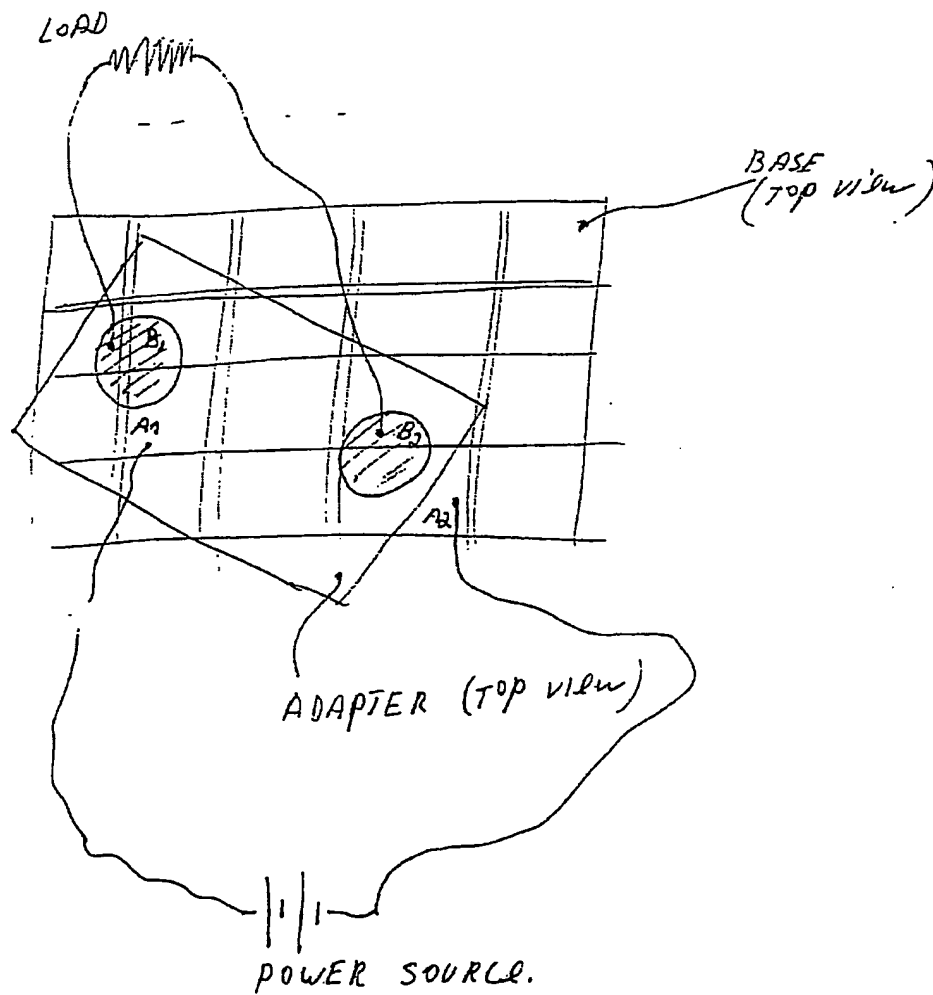 LOAD
BASE
(TOP VIEW)
B1
A1
B2
A2
ADAPTER (TOP VIEW)
POWER SOURCE.